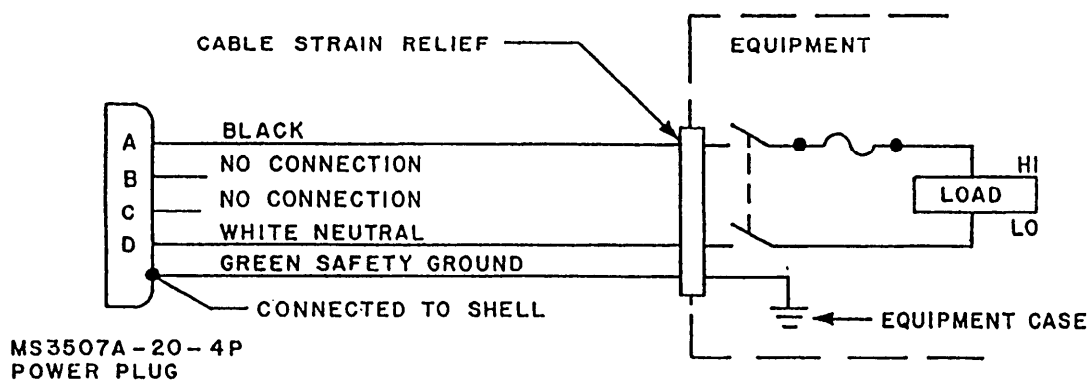 CABLE STRAIN RELIEF
EQUIPMENT
A
BLACK
B
NO CONNECTION
C
NO CONNECTION
D
WHITE NEUTRAL
GREEN SAFETY GROUND
CONNECTED TO SHELL
HI
LOAD
LO
EQUIPMENT CASE
MS3507A-20-4P
POWER PLUG